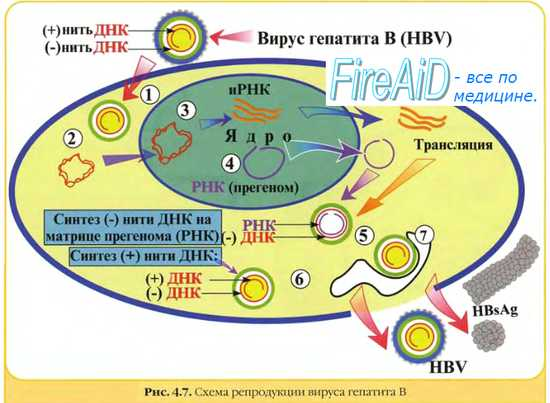 (+)нить ДНК
(-)нить ДНК
Вирус гепатита В (HBV)
FireAiD - все по
медицине.
1
иРНК
3
2
Ядро
4
Трансляция
РНК (прегеном)
Синтез (-) нити ДНК на
матрице прегенома (РНК)
РНК
(-) ДНК
5
7
Синтез (+) нити ДНК:
(+) ДНК
(-) ДНК
6
HBsAg
HBV
Рис. 4.7. Схема репродукции вируса гепатита В